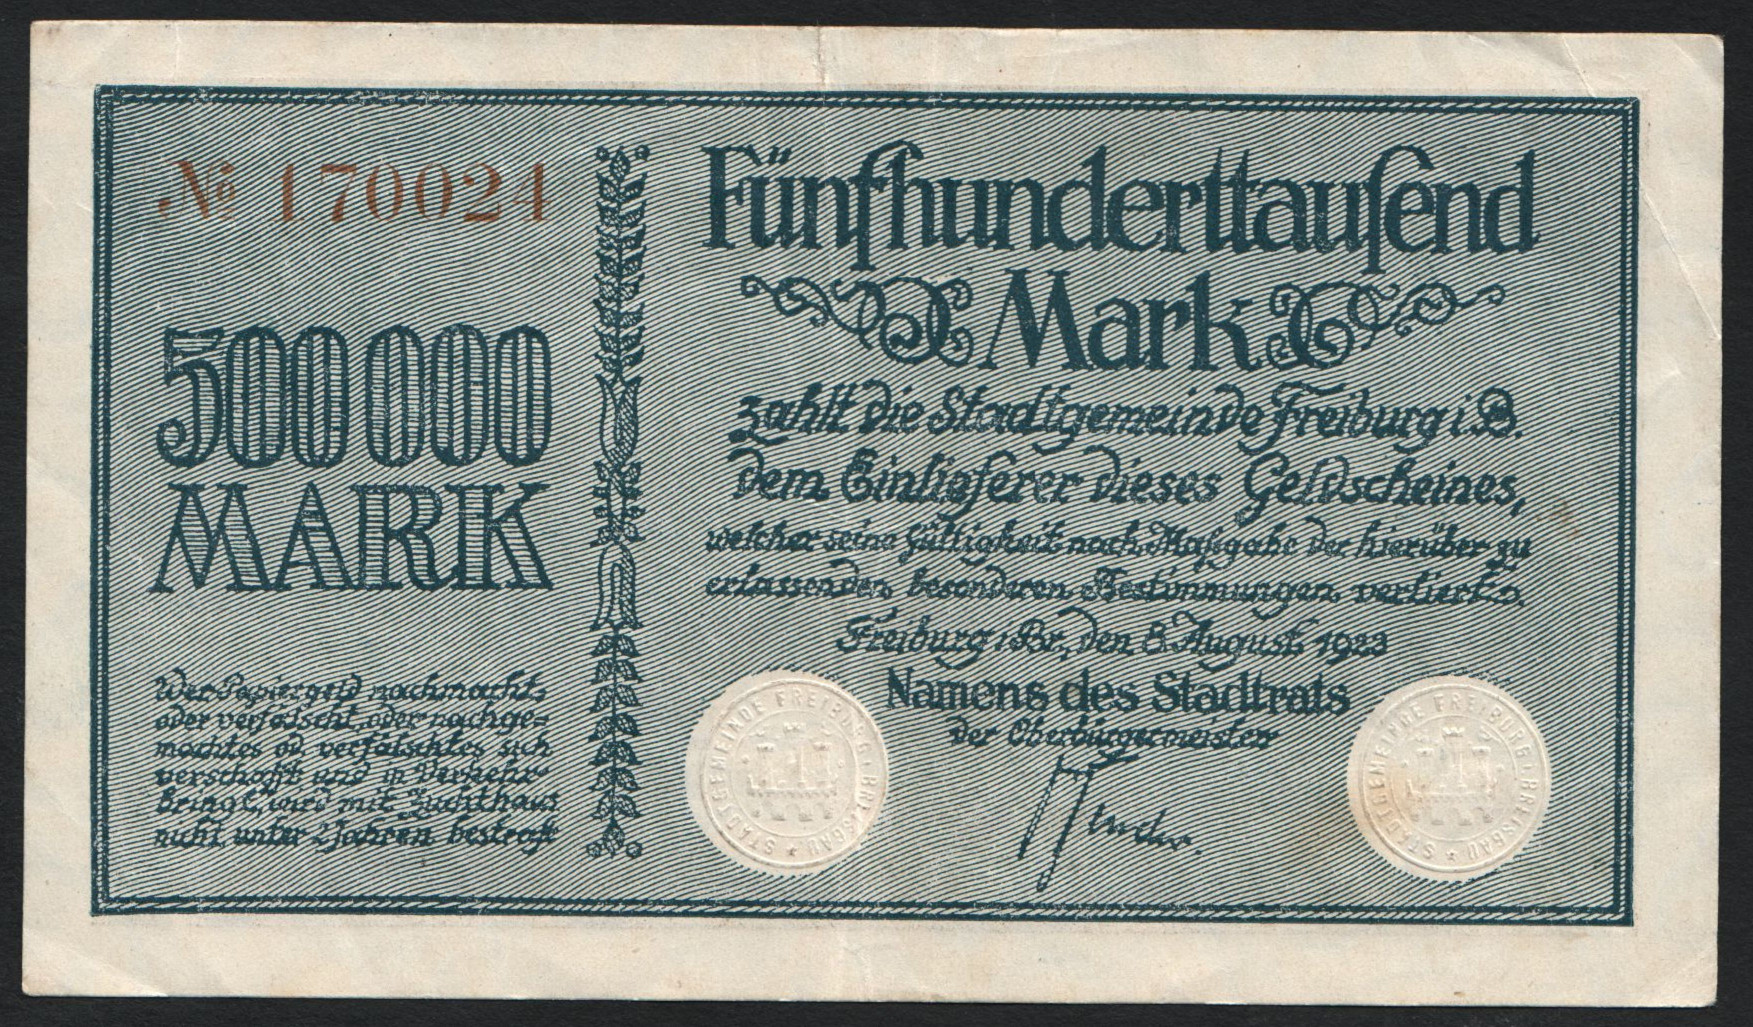 № 170024
500000
MARK
Wer Papiergeld nachmacht
oder verfälscht, oder nachge-
machtes od. verfälschtes sich
verschafft und in Verkehr
bringt, wird mit Zuchthaus
nicht unter 2 Jahren bestraft
Fünfhunderttauſend
Mark
zahlt die Stadtgemeinde Freiburg i. B.
dem Einlieferer dieses Geldscheines,
welcher seine Gültigkeit nach Maßgabe der hierüber zu
erlassenden besonderen Bestimmungen verliert.
Freiburg i. Br., den 8. August 1923
Namens des Stadtrats
der Oberbürgermeister
STADTGEMEINDE FREIBURG · BREISGAU ★
STADTGEMEINDE FREIBURG · BREISGAU ★